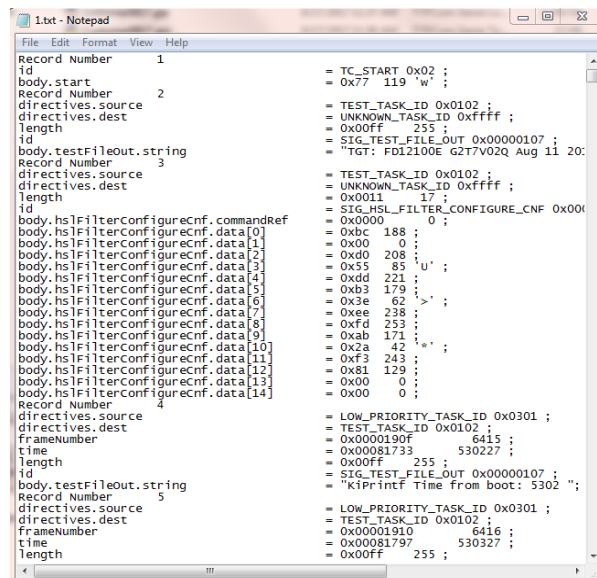 1.txt - Notepad
File Edit Format View Help
Record Number 1
id = TC_START 0x02 ;
body.start = 0x77 119 'w' ;
Record Number 2
directives.source = TEST_TASK_ID 0x0102 ;
directives.dest = UNKNOWN_TASK_ID 0xffff ;
length = 0x00ff 255 ;
id = SIG_TEST_FILE_OUT 0x00000107 ;
body.testFileOut.string = "TGT: FD12100E G2T7V02Q Aug 11 201
Record Number 3
directives.source = TEST_TASK_ID 0x0102 ;
directives.dest = UNKNOWN_TASK_ID 0xffff ;
length = 0x0011 17 ;
id = SIG_HSL_FILTER_CONFIGURE_CNF 0x000
body.hslFilterConfigureCnf.commandRef = 0x0000 0 ;
body.hslFilterConfigureCnf.data[0] = 0xbc 188 ;
body.hslFilterConfigureCnf.data[1] = 0x00 0 ;
body.hslFilterConfigureCnf.data[2] = 0xd0 208 ;
body.hslFilterConfigureCnf.data[3] = 0x55 85 'U' ;
body.hslFilterConfigureCnf.data[4] = 0xdd 221 ;
body.hslFilterConfigureCnf.data[5] = 0xb3 179 ;
body.hslFilterConfigureCnf.data[6] = 0x3e 62 '>' ;
body.hslFilterConfigureCnf.data[7] = 0xee 238 ;
body.hslFilterConfigureCnf.data[8] = 0xfd 253 ;
body.hslFilterConfigureCnf.data[9] = 0xab 171 ;
body.hslFilterConfigureCnf.data[10] = 0x2a 42 '*' ;
body.hslFilterConfigureCnf.data[11] = 0xf3 243 ;
body.hslFilterConfigureCnf.data[12] = 0x81 129 ;
body.hslFilterConfigureCnf.data[13] = 0x00 0 ;
body.hslFilterConfigureCnf.data[14] = 0x00 0 ;
Record Number 4
directives.source = LOW_PRIORITY_TASK_ID 0x0301 ;
directives.dest = TEST_TASK_ID 0x0102 ;
frameNumber = 0x0000190f 6415 ;
time = 0x00081733 530227 ;
length = 0x00ff 255 ;
id = SIG_TEST_FILE_OUT 0x00000107 ;
body.testFileOut.string = "KiPrintf Time from boot: 5302 ";
Record Number 5
directives.source = LOW_PRIORITY_TASK_ID 0x0301 ;
directives.dest = TEST_TASK_ID 0x0102 ;
frameNumber = 0x00001910 6416 ;
time = 0x00081797 530327 ;
length = 0x00ff 255 ;